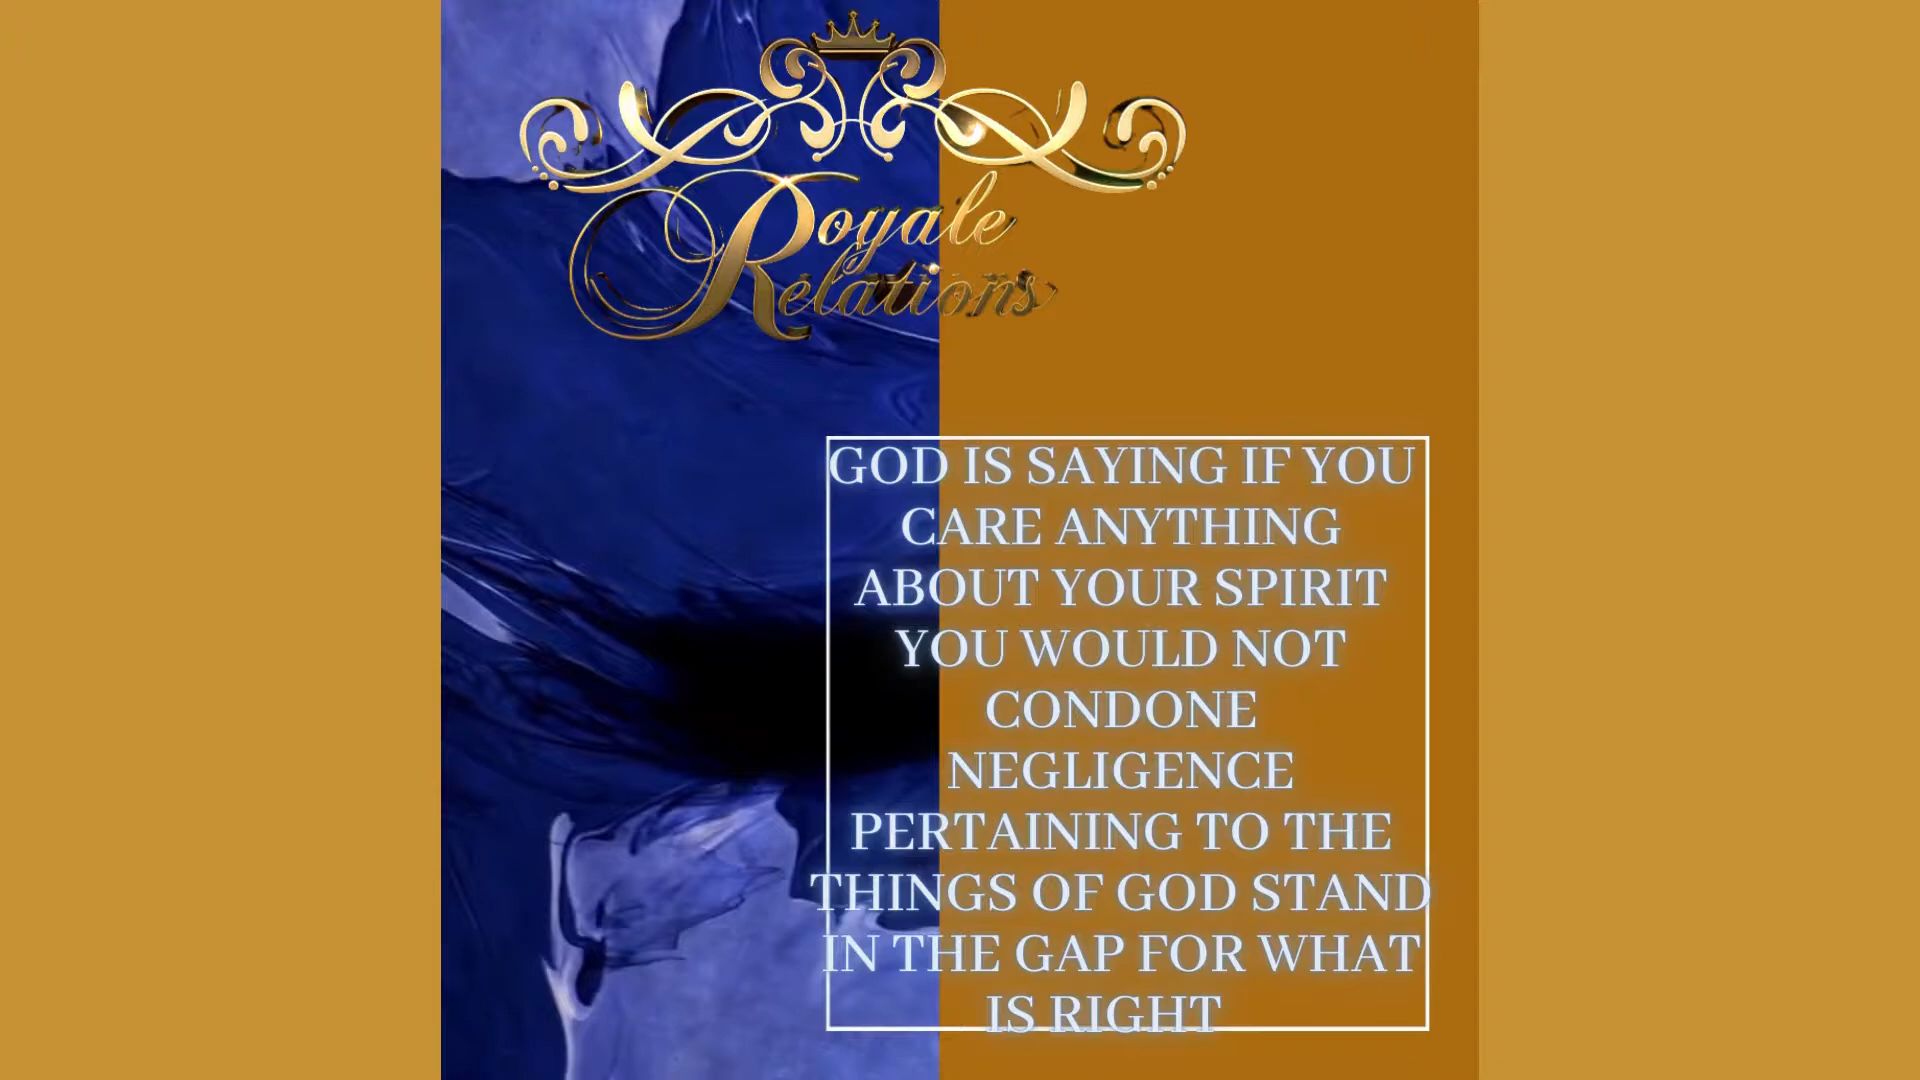 Royale
Relations
GOD IS SAYING IF YOU
CARE ANYTHING
ABOUT YOUR SPIRIT
YOU WOULD NOT
CONDONE
NEGLIGENCE
PERTAINING TO THE
THINGS OF GOD STAND
IN THE GAP FOR WHAT
IS RIGHT